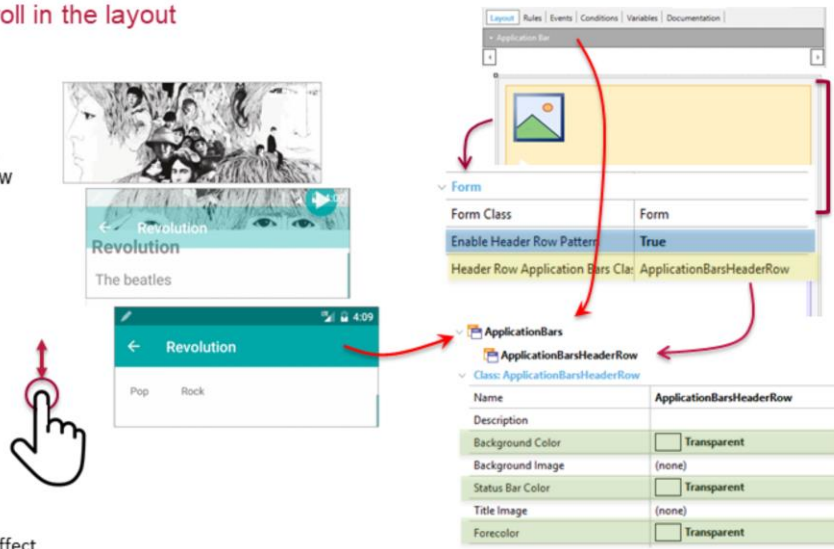 oll in the layout
w
4:09
Revolution
Revolution
The beatles
4:09
Revolution
Pop Rock
ffect
Layout Rules Events Conditions Variables Documentation
Application Bar
Form
Form Class Form
Enable Header Row Pattern True
Header Row Application Bars Clas ApplicationBarsHeaderRow
ApplicationBars
ApplicationBarsHeaderRow
Class: ApplicationBarsHeaderRow
Name ApplicationBarsHeaderRow
Description
Background Color Transparent
Background Image (none)
Status Bar Color Transparent
Title Image (none)
Forecolor Transparent